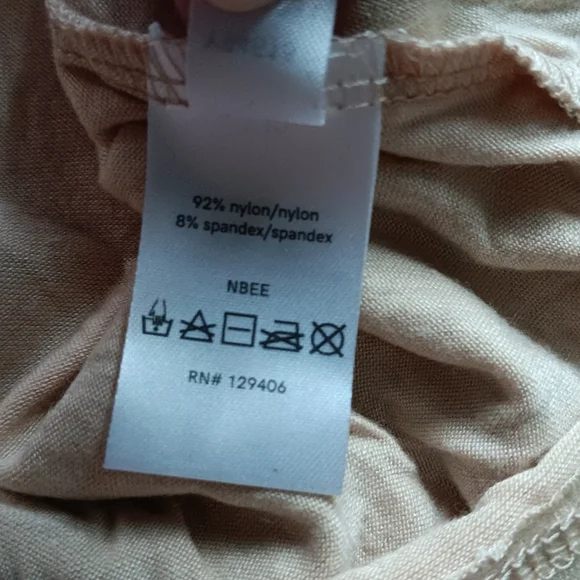 92% nylon/nylon
8% spandex/spandex
NBEE
RN# 129406